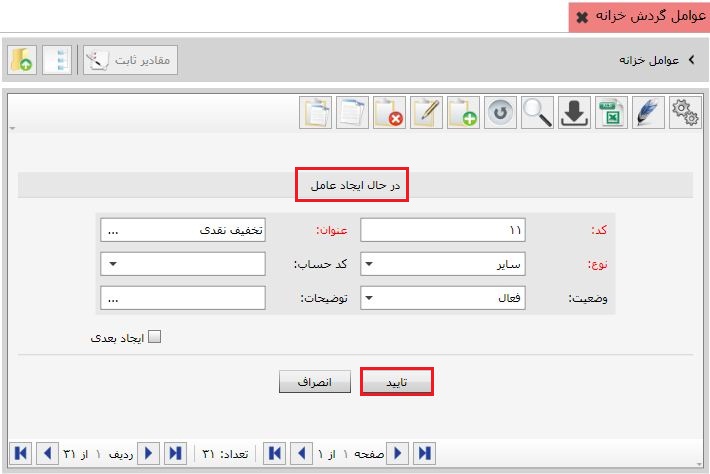 عوامل گردش خزانه
عوامل خزانه
مقادیر ثابت
در حال ایجاد عامل
کد: ۱۱ عنوان: تخفیف نقدی ...
نوع: سایر کد حساب:
وضعیت: فعال توضیحات: ...
ایجاد بعدی
تایید انصراف
صفحه ۱ از ۱ تعداد: ۳۱ ردیف ۱ از ۳۱